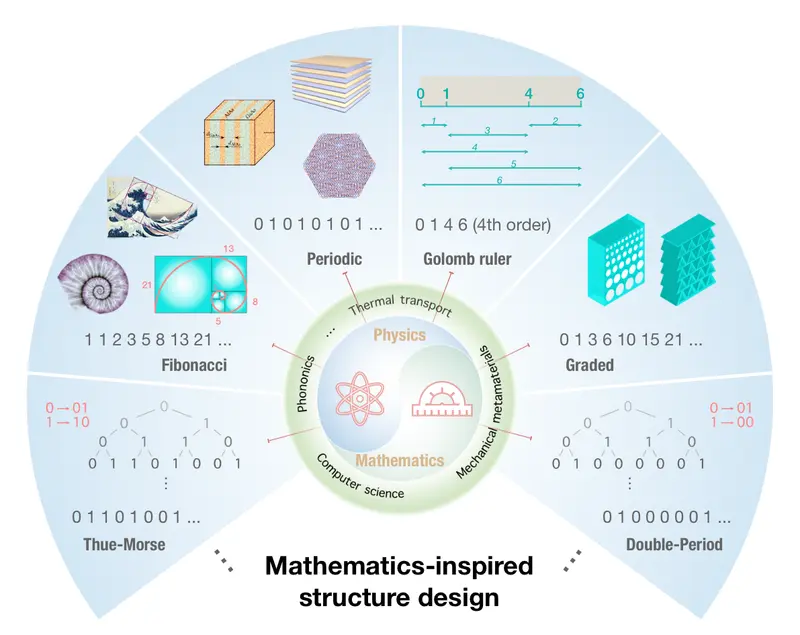 0 1 4 6
1 2
3
4
5
6
0 1 0 1 0 1 0 1 ...
Periodic
0 1 4 6 (4th order)
Golomb ruler
13
21
8
5
1 1 2 3 5 8 13 21 ...
Fibonacci
0 1 3 6 10 15 21 ...
Graded
... Thermal transport
Phononics
Mechanical metamaterials
Computer science
Physics
Mathematics
0→01
1→10
0
0 1
0 1 1 0
0 1 1 0 1 0 0 1
⋮
0 1 1 0 1 0 0 1 ...
Thue-Morse
0→01
1→00
0
0 1
0 1 1 0
0 1 0 0 0 0 0 1
⋮
0 1 0 0 0 0 0 1 ...
Double-Period
Mathematics-inspired
structure design